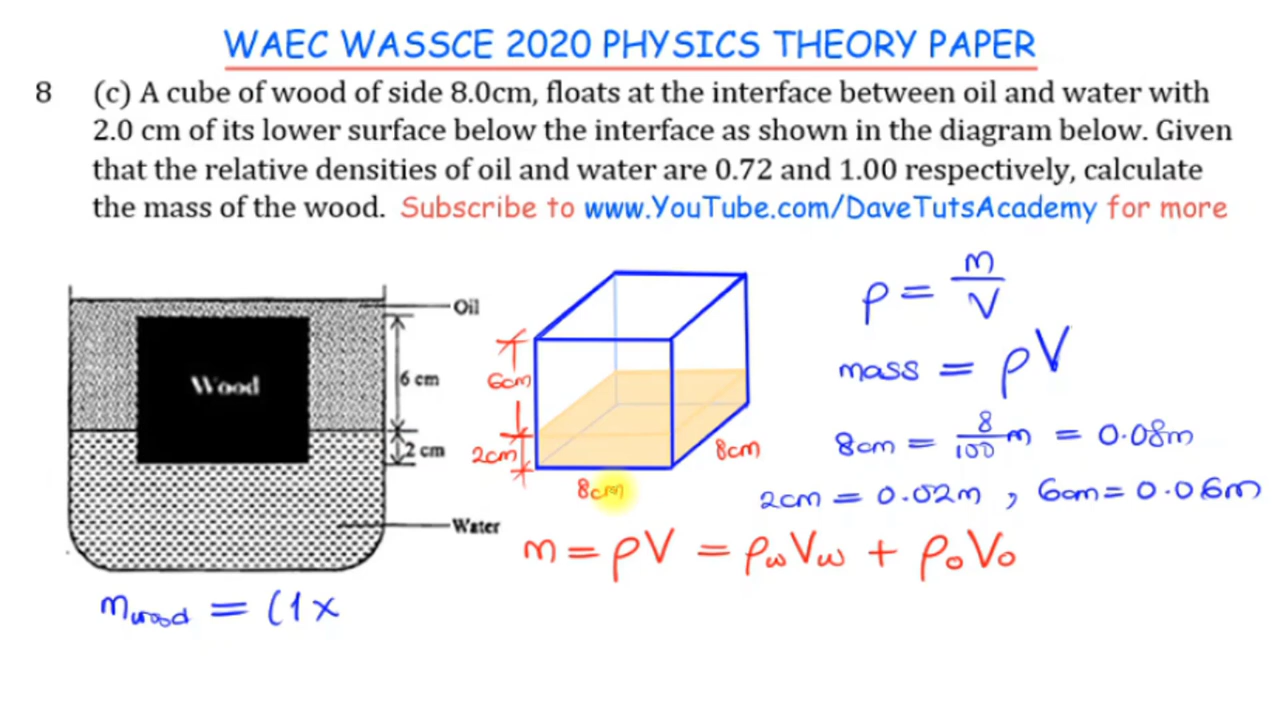 WAEC WASSCE 2020 PHYSICS THEORY PAPER
8 (c) A cube of wood of side 8.0cm, floats at the interface between oil and water with
2.0 cm of its lower surface below the interface as shown in the diagram below. Given
that the relative densities of oil and water are 0.72 and 1.00 respectively, calculate
the mass of the wood. Subscribe to www.YouTube.com/DaveTutsAcademy for more
Oil
Wood
6 cm
2 cm
Water
6cm
2cm
8cm
8cm
ρ = m/V
mass = ρV
8cm = 8/100 m = 0.08m
2cm = 0.02m , 6cm = 0.06m
m = ρV = ρwVw + ρoVo
mwood = (1x